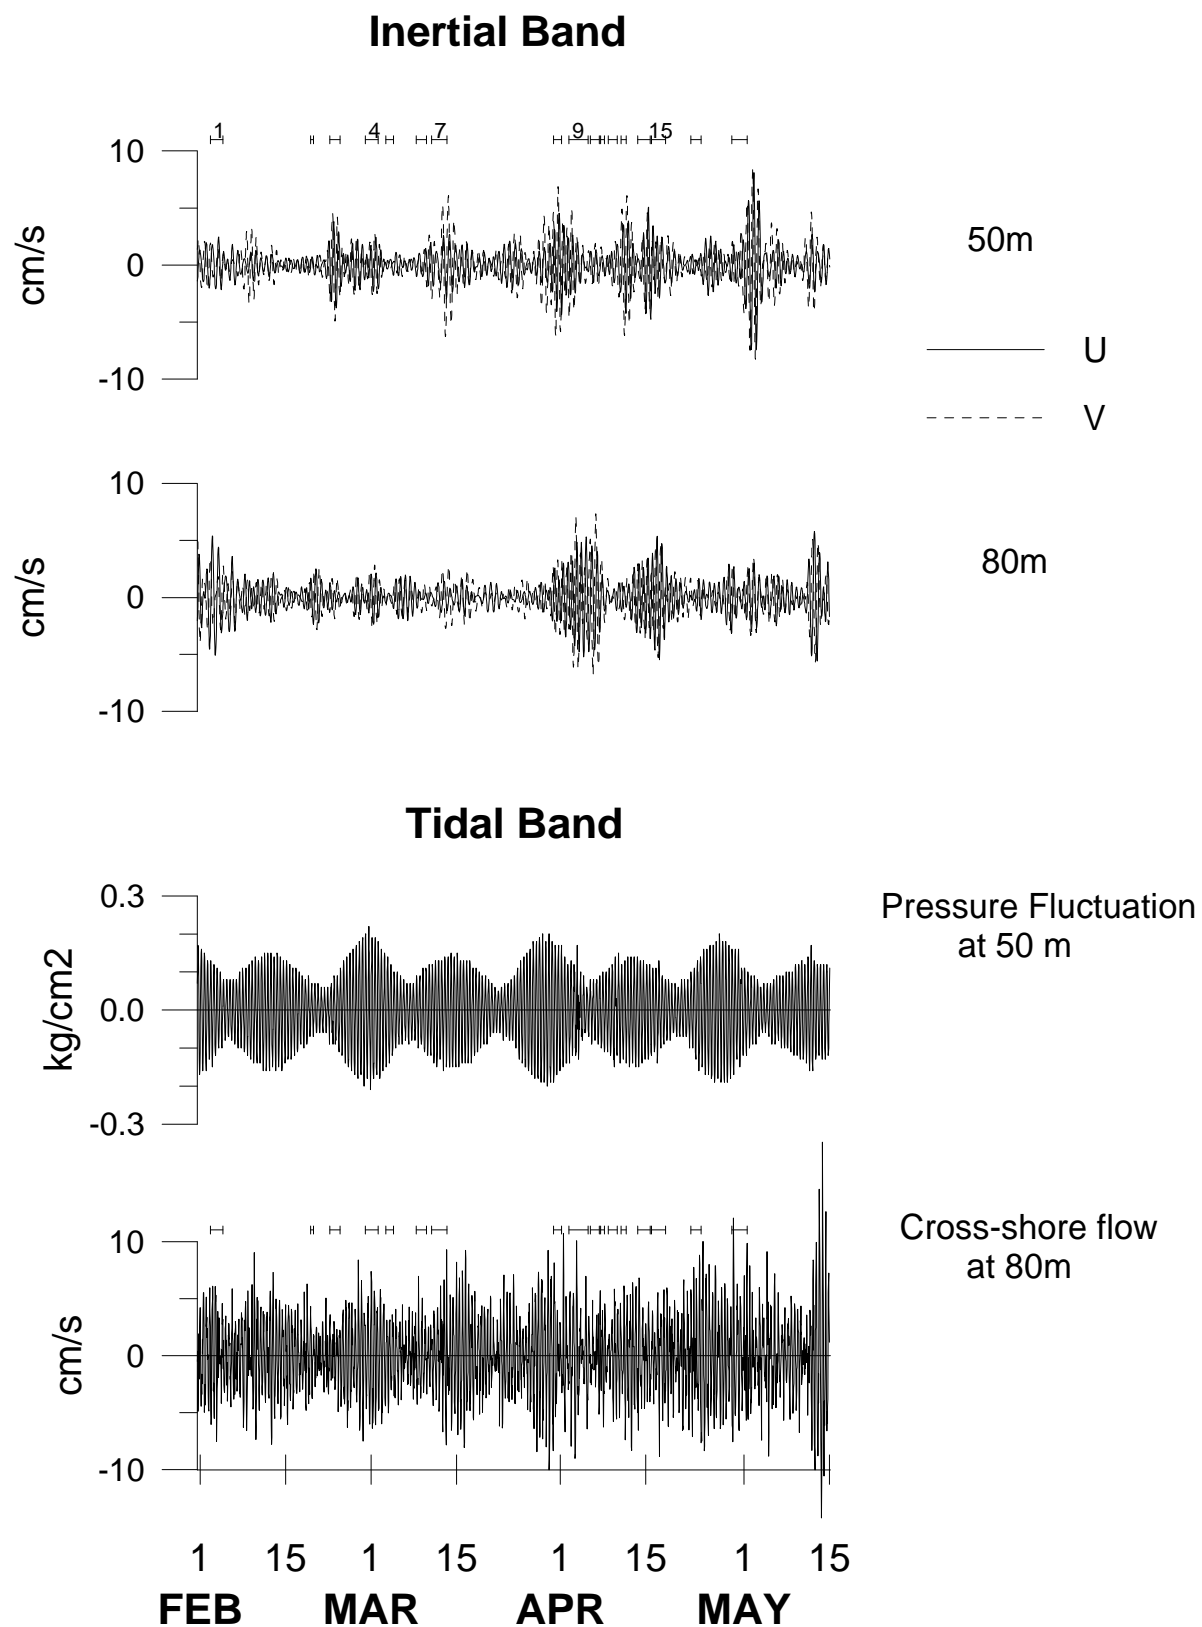 Inertial Band
1 4 7 9 15
10
0
-10
cm/s
50m
U
V
10
0
-10
cm/s
80m
Tidal Band
0.3
0.0
-0.3
kg/cm2
Pressure Fluctuation
at 50 m
10
0
-10
cm/s
Cross-shore flow
at 80m
1 15 1 15 1 15 1 15
FEB MAR APR MAY